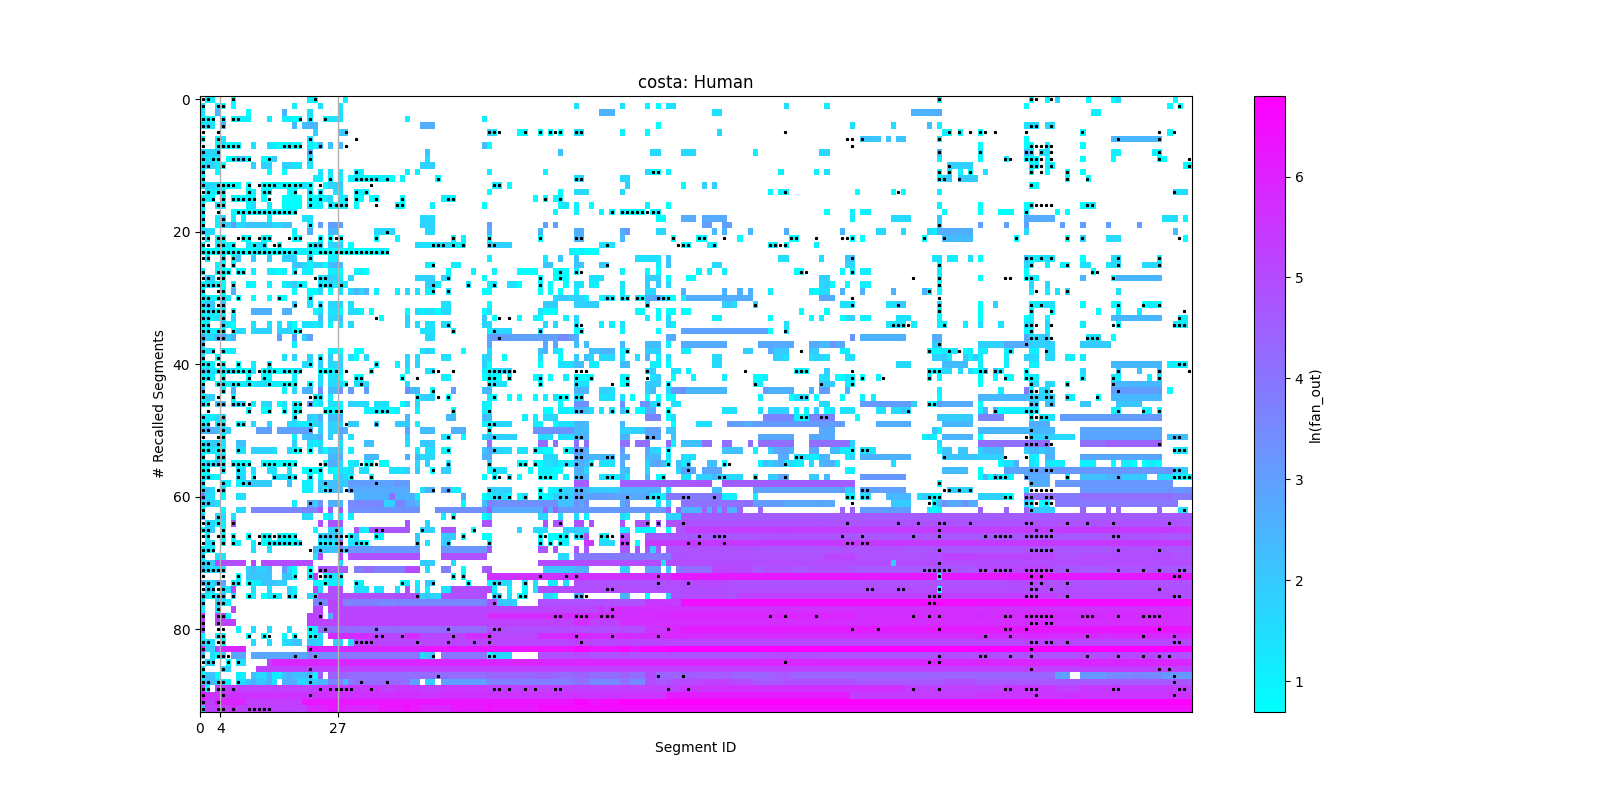 costa: Human
0
20
40
60
80
# Recalled Segments
0 4 27
Segment ID
6
5
4
3
2
1
ln(fan_out)